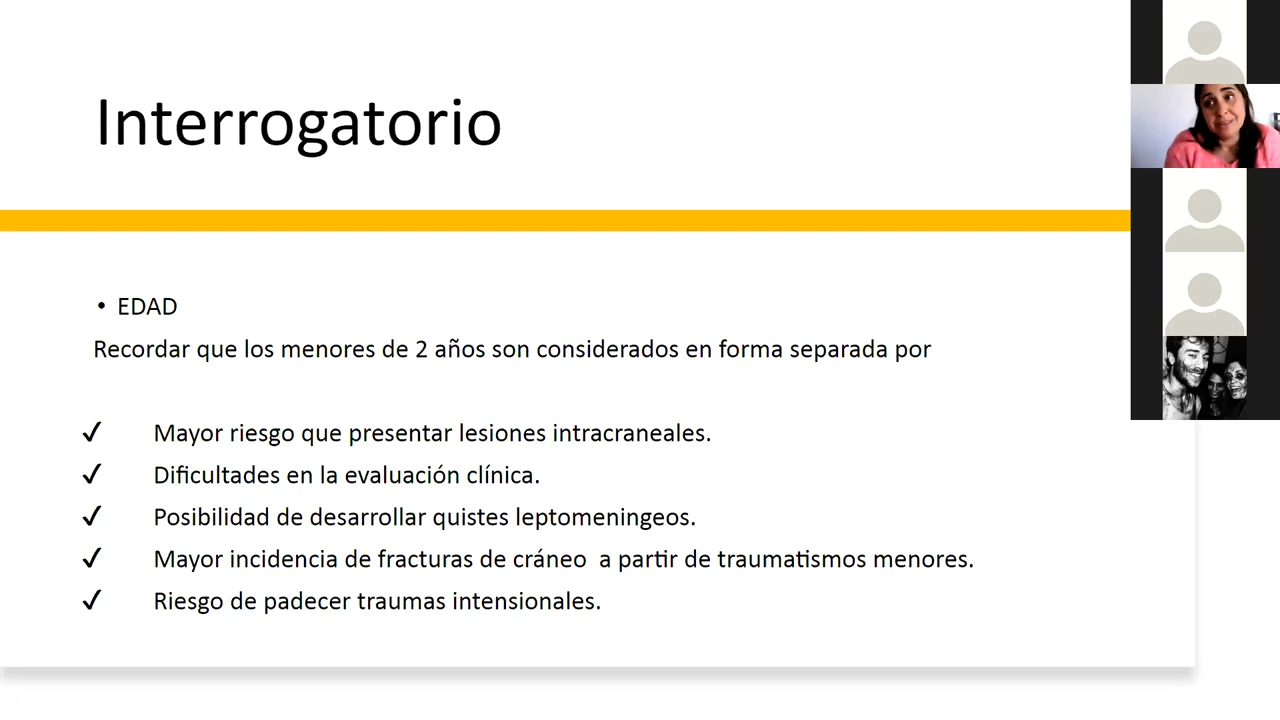 Interrogatorio
• EDAD
Recordar que los menores de 2 años son considerados en forma separada por
✓ Mayor riesgo que presentar lesiones intracraneales.
✓ Dificultades en la evaluación clínica.
✓ Posibilidad de desarrollar quistes leptomeningeos.
✓ Mayor incidencia de fracturas de cráneo  a partir de traumatismos menores.
✓ Riesgo de padecer traumas intensionales.